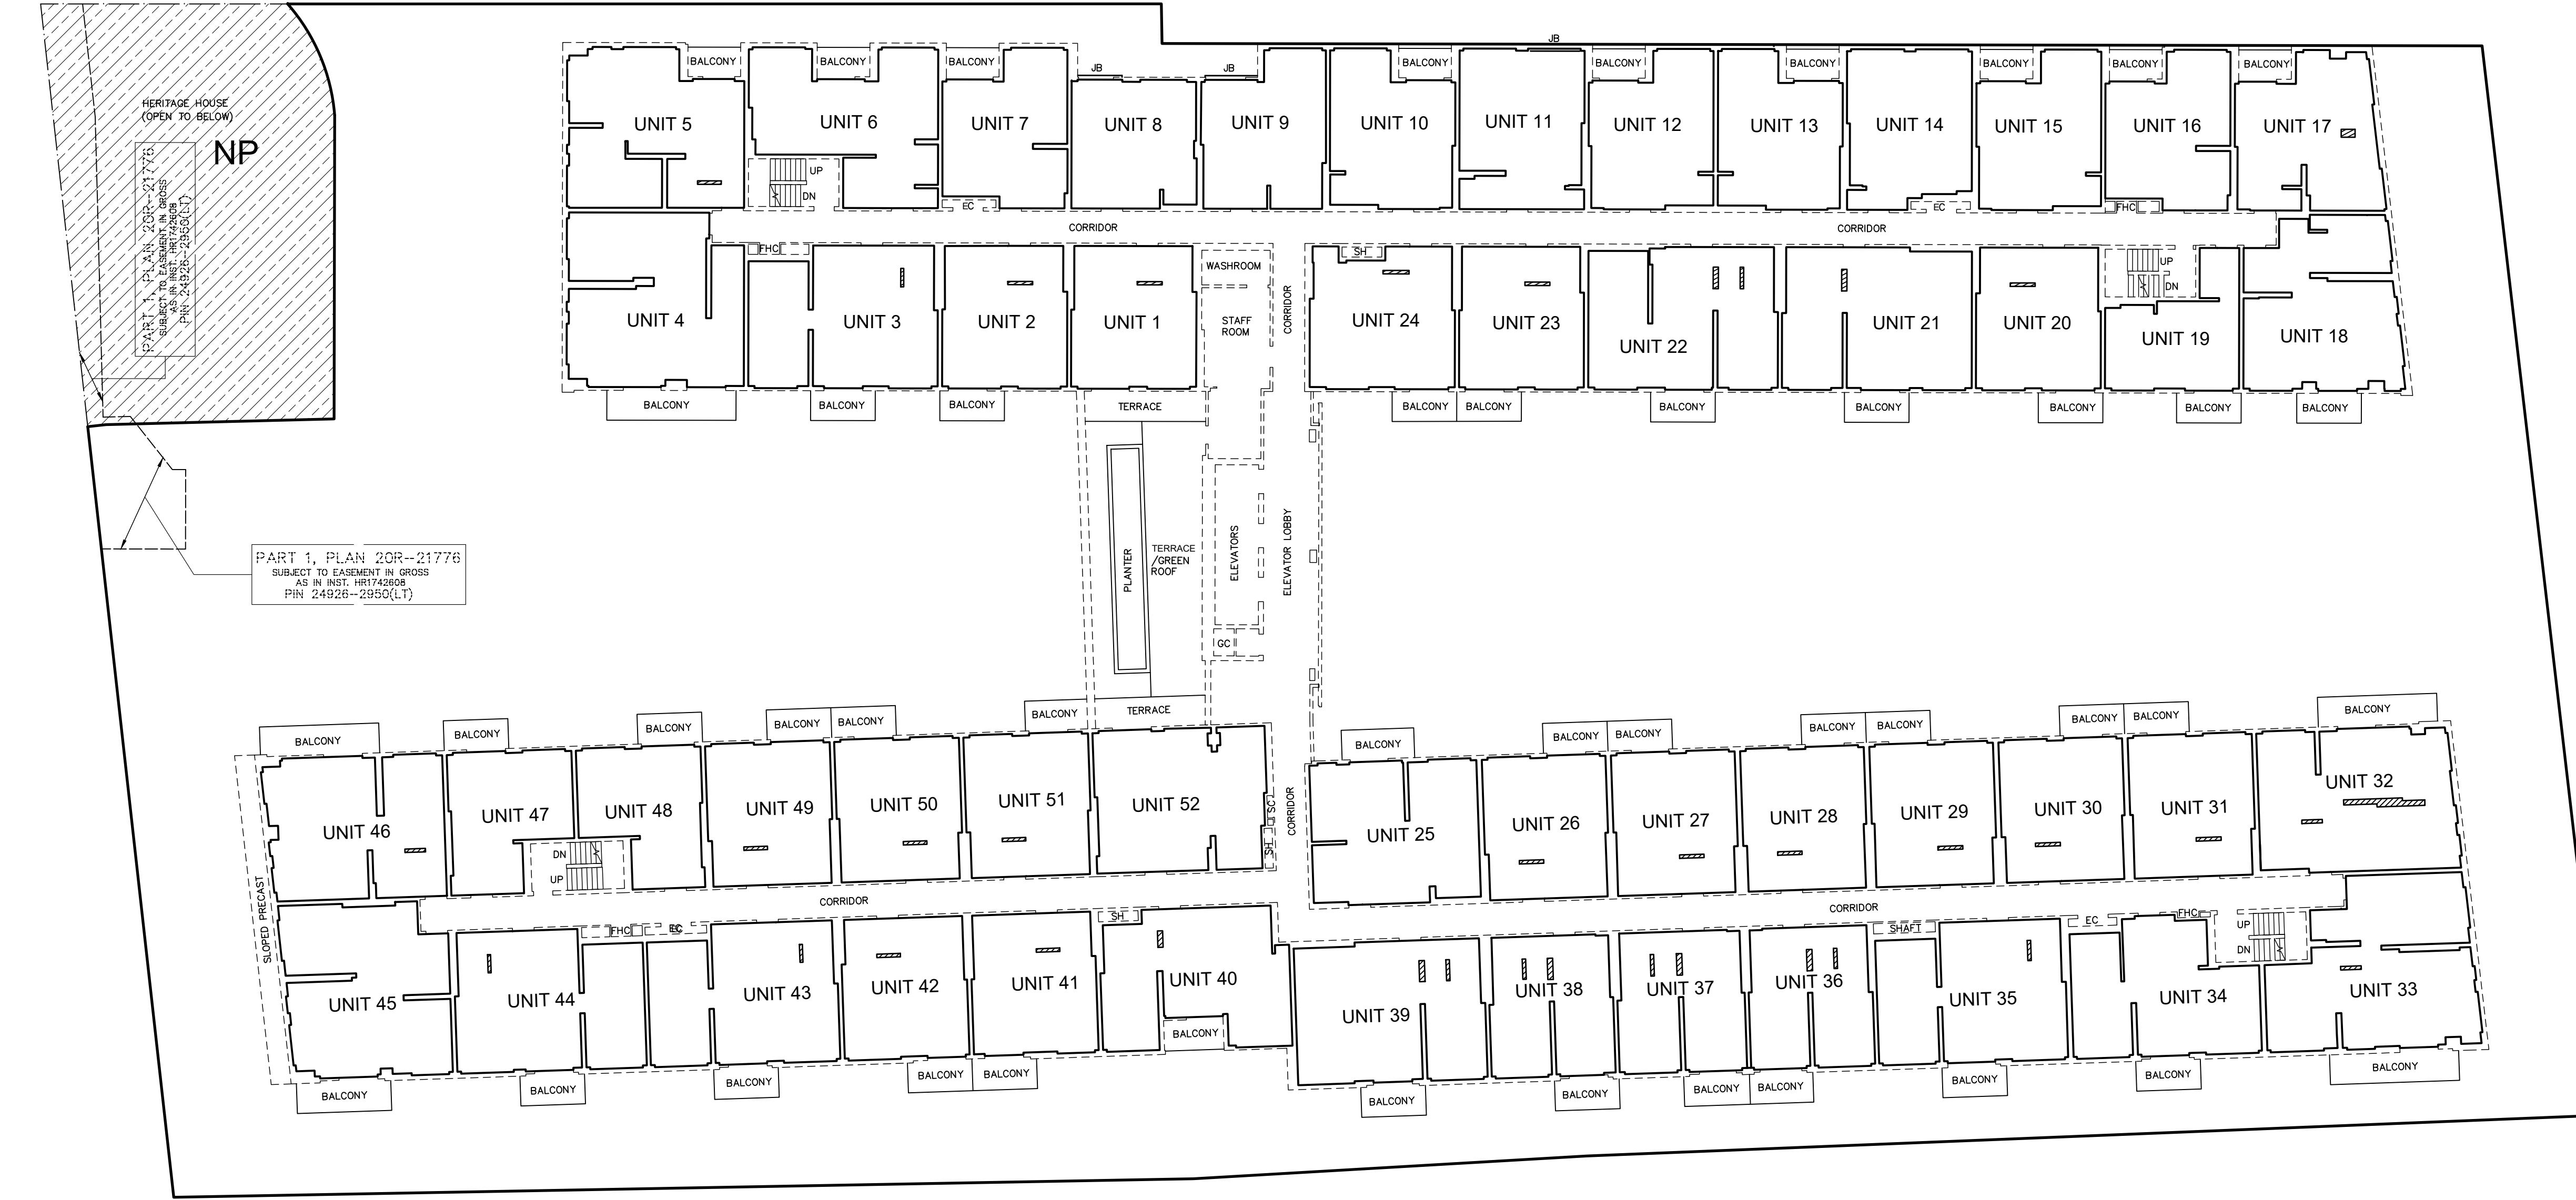 JB
BALCONY
BALCONY
BALCONY
JB
JB
BALCONY
BALCONY
BALCONY
BALCONY
BALCONY
BALCONY
HERITAGE HOUSE
(OPEN TO BELOW)
NP
PART 1, PLAN 20R--21776
SUBJECT TO EASEMENT IN GROSS
AS IN INST. HR1742608
PIN 24926--2950(LT)
UNIT 5
UNIT 6
UNIT 7
UNIT 8
UNIT 9
UNIT 10
UNIT 11
UNIT 12
UNIT 13
UNIT 14
UNIT 15
UNIT 16
UNIT 17
UP
DN
EC
EC
FHC
CORRIDOR
CORRIDOR
FHC
WASHROOM
SH
UP
DN
STAFF
ROOM
CORRIDOR
UNIT 4
UNIT 3
UNIT 2
UNIT 1
UNIT 24
UNIT 23
UNIT 22
UNIT 21
UNIT 20
UNIT 19
UNIT 18
BALCONY
BALCONY
BALCONY
TERRACE
BALCONY
BALCONY
BALCONY
BALCONY
BALCONY
BALCONY
BALCONY
PART 1, PLAN 20R--21776
SUBJECT TO EASEMENT IN GROSS
AS IN INST. HR1742608
PIN 24926--2950(LT)
PLANTER
TERRACE
/GREEN
ROOF
ELEVATORS
ELEVATOR LOBBY
GC
BALCONY
BALCONY
BALCONY
BALCONY
BALCONY
BALCONY
TERRACE
BALCONY
BALCONY
BALCONY
BALCONY
BALCONY
BALCONY
BALCONY
BALCONY
UNIT 46
UNIT 47
UNIT 48
UNIT 49
UNIT 50
UNIT 51
UNIT 52
SC
SH
CORRIDOR
UNIT 25
UNIT 26
UNIT 27
UNIT 28
UNIT 29
UNIT 30
UNIT 31
UNIT 32
DN
UP
SLOPED PRECAST
CORRIDOR
CORRIDOR
FHC
EC
SH
SHAFT
EC
FHC
UP
DN
UNIT 45
UNIT 44
UNIT 43
UNIT 42
UNIT 41
UNIT 40
UNIT 39
UNIT 38
UNIT 37
UNIT 36
UNIT 35
UNIT 34
UNIT 33
BALCONY
BALCONY
BALCONY
BALCONY
BALCONY
BALCONY
BALCONY
BALCONY
BALCONY
BALCONY
BALCONY
BALCONY
BALCONY